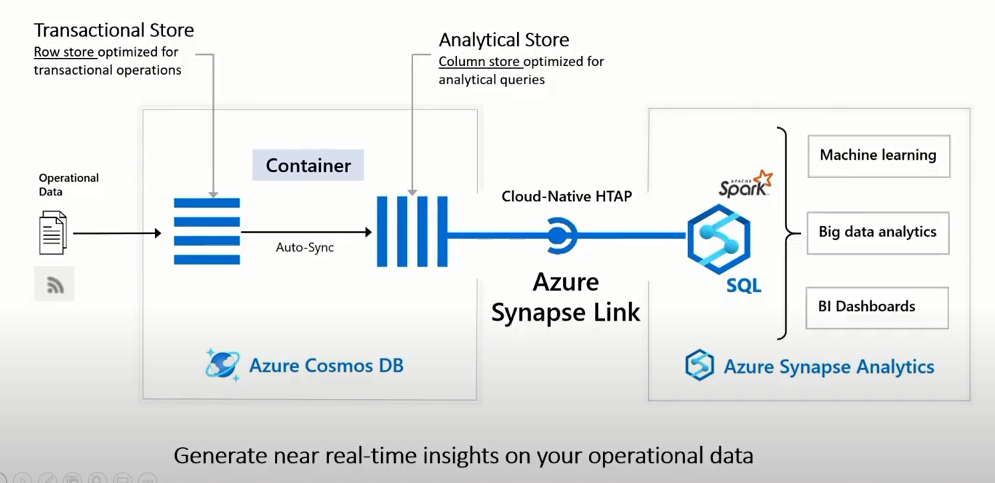 Transactional Store
Row store optimized for
transactional operations
Analytical Store
Column store optimized for
analytical queries
Container
Operational
Data
Auto-Sync
Cloud-Native HTAP
Azure
Synapse Link
APACHE
Spark
SQL
Machine learning
Big data analytics
BI Dashboards
Azure Cosmos DB
Azure Synapse Analytics
Generate near real-time insights on your operational data